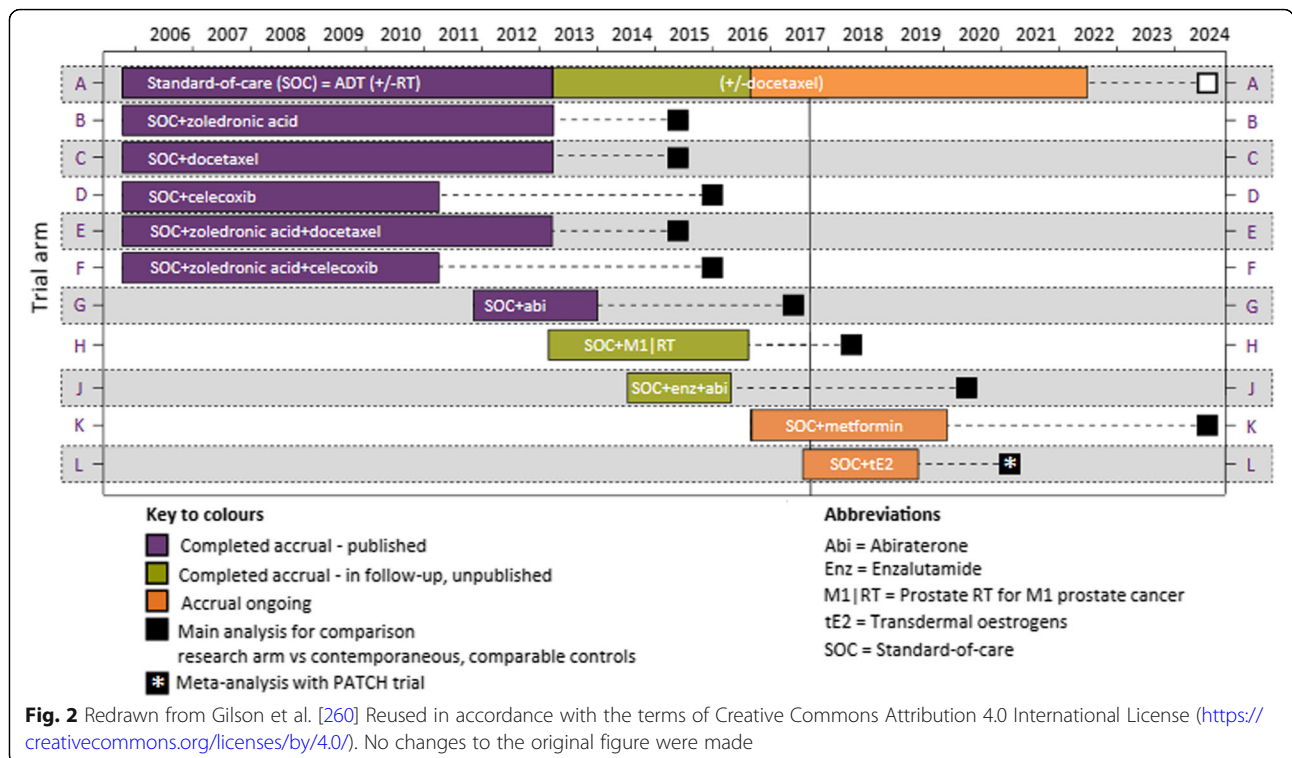 2006 2007 2008 2009 2010 2011 2012 2013 2014 2015 2016 2017 2018 2019 2020 2021 2022 2023 2024
Trial arm
A Standard-of-care (SOC) = ADT (+/-RT) (+/-docetaxel) A
B SOC+zoledronic acid B
C SOC+docetaxel C
D SOC+celecoxib D
E SOC+zoledronic acid+docetaxel E
F SOC+zoledronic acid+celecoxib F
G SOC+abi G
H SOC+M1|RT H
J SOC+enz+abi J
K SOC+metformin K
L SOC+tE2 * L
Key to colours
Completed accrual - published
Completed accrual - in follow-up, unpublished
Accrual ongoing
Main analysis for comparison
research arm vs contemporaneous, comparable controls
* Meta-analysis with PATCH trial
Abbreviations
Abi = Abiraterone
Enz = Enzalutamide
M1|RT = Prostate RT for M1 prostate cancer
tE2 = Transdermal oestrogens
SOC = Standard-of-care
Fig. 2 Redrawn from Gilson et al. [260] Reused in accordance with the terms of Creative Commons Attribution 4.0 International License (https://
creativecommons.org/licenses/by/4.0/). No changes to the original figure were made